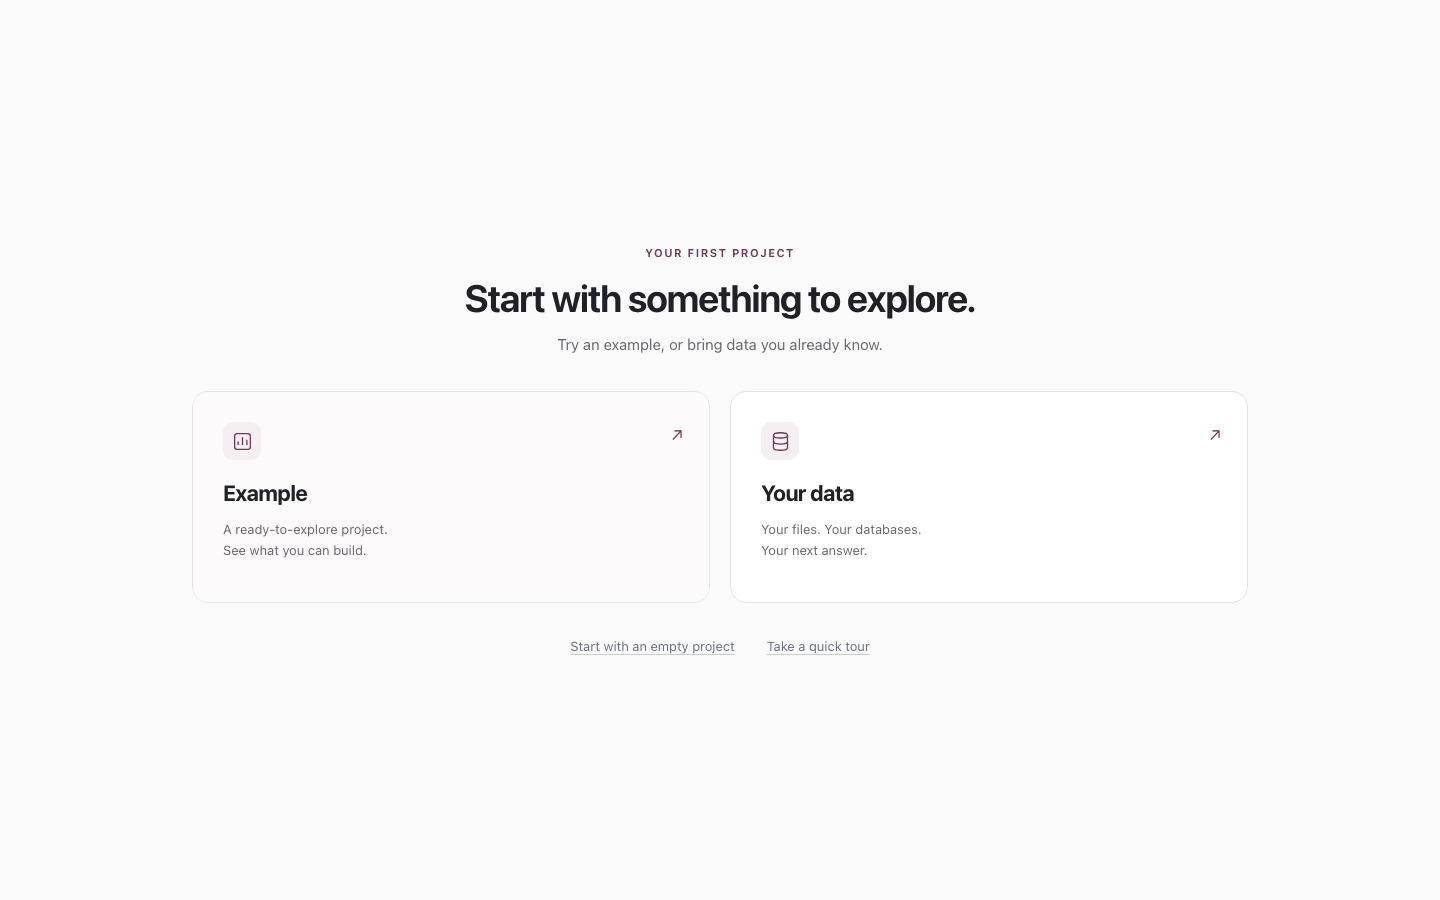 YOUR FIRST PROJECT
Start with something to explore.
Try an example, or bring data you already know.
Example
A ready-to-explore project.
See what you can build.
Your data
Your files. Your databases.
Your next answer.
Start with an empty project
Take a quick tour